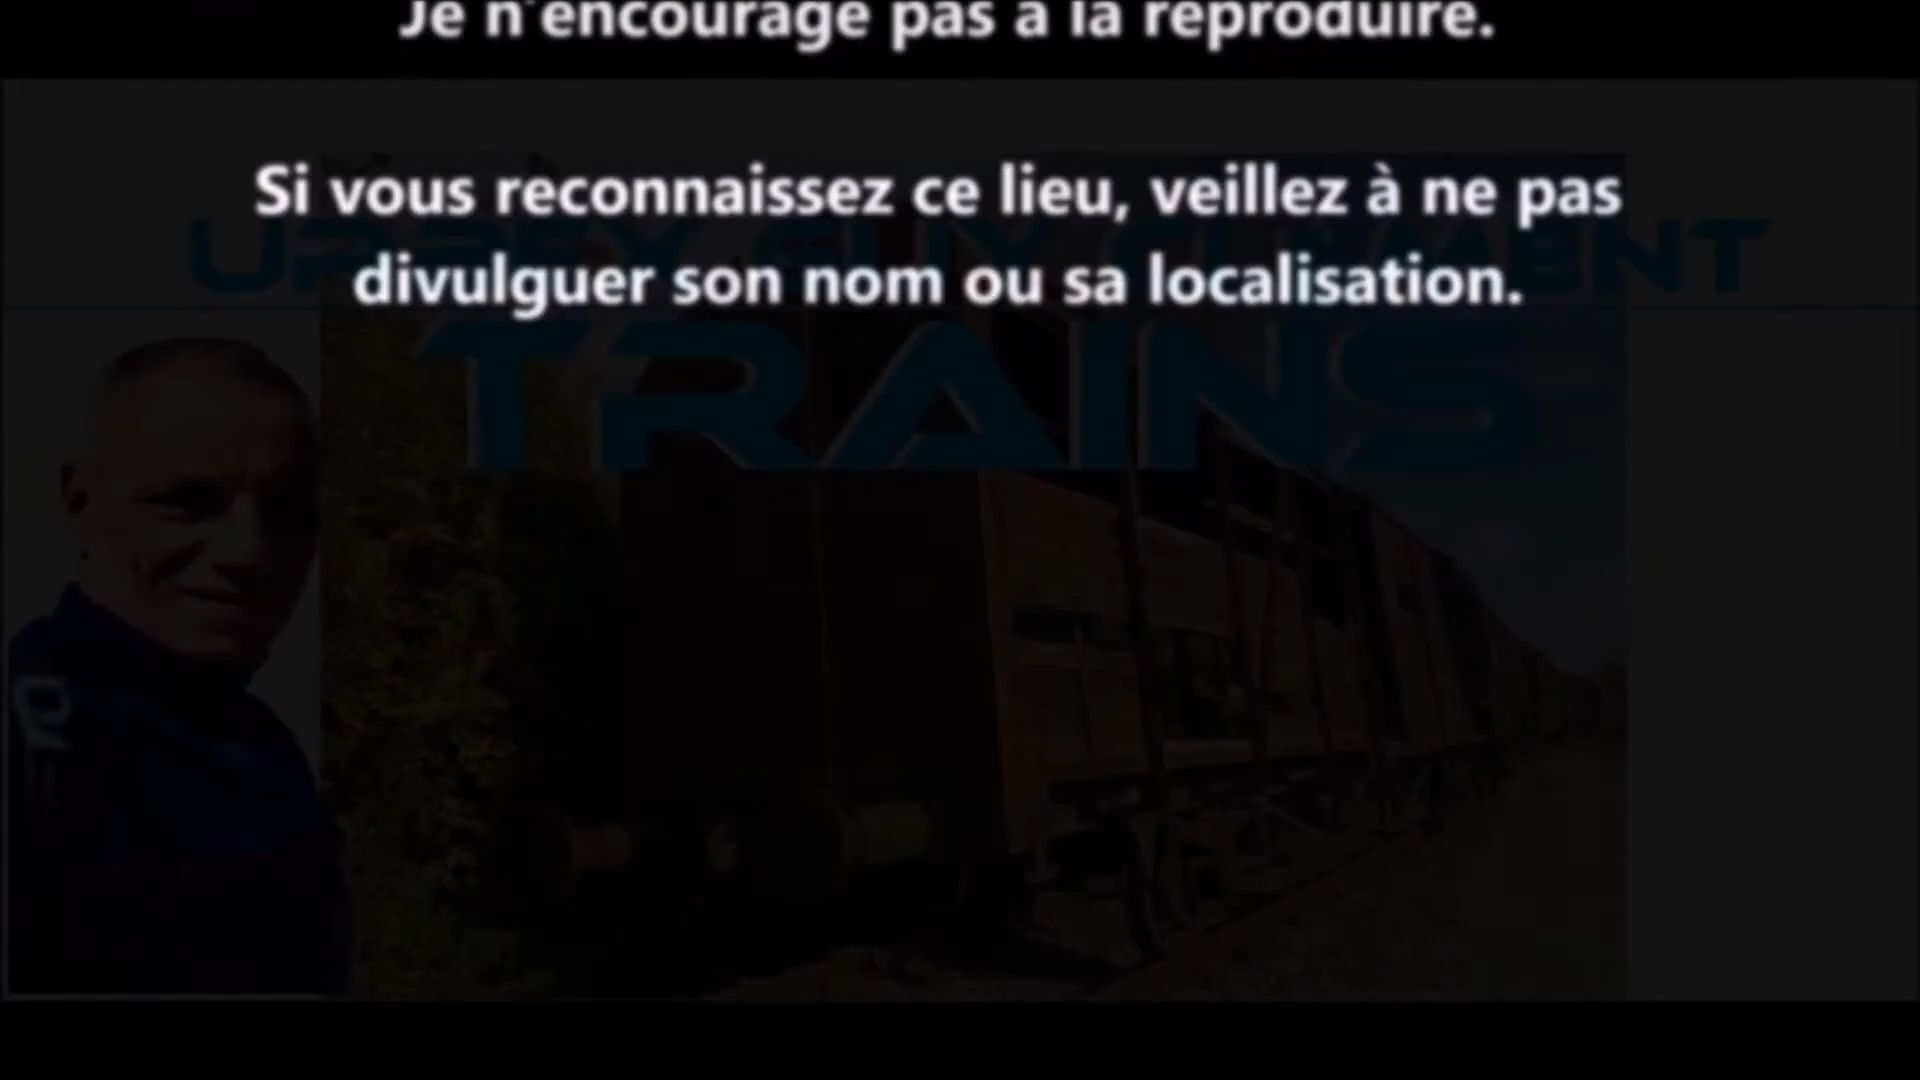 Je n'encourage pas à la reproduire.
Si vous reconnaissez ce lieu, veillez à ne pas
divulguer son nom ou sa localisation.
TRAINS